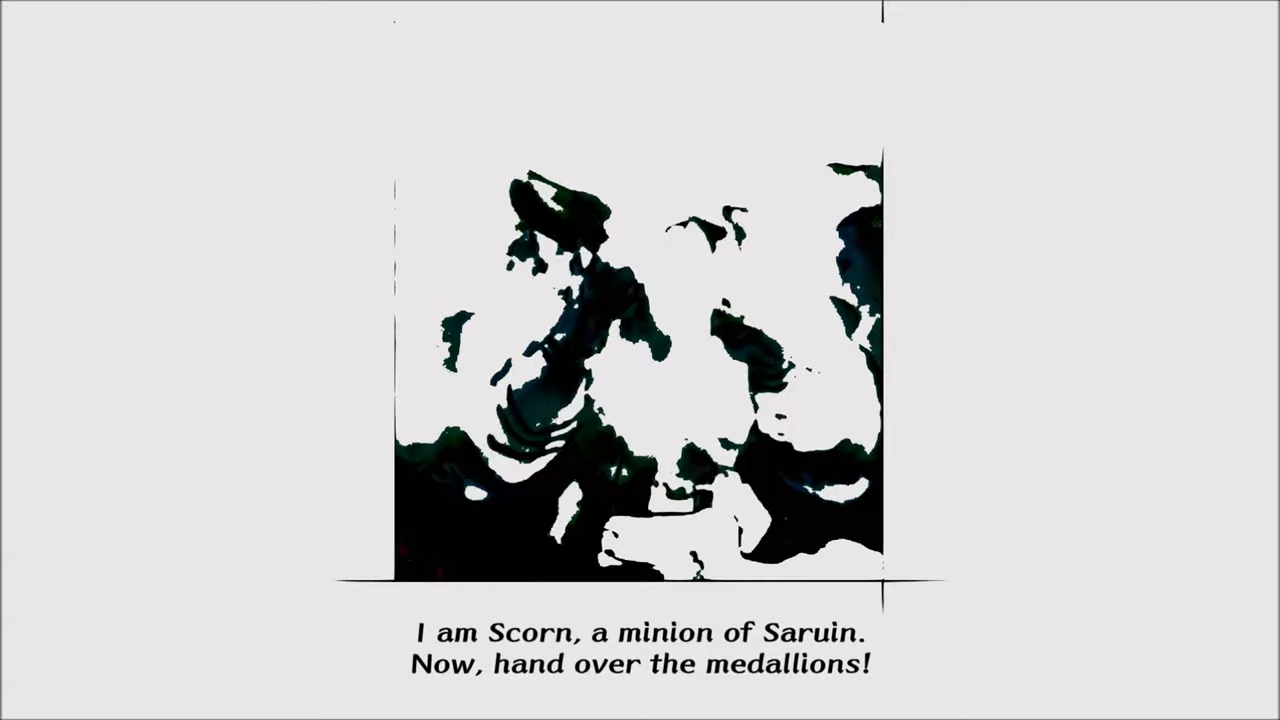 I am Scorn, a minion of Saruin.
Now, hand over the medallions!